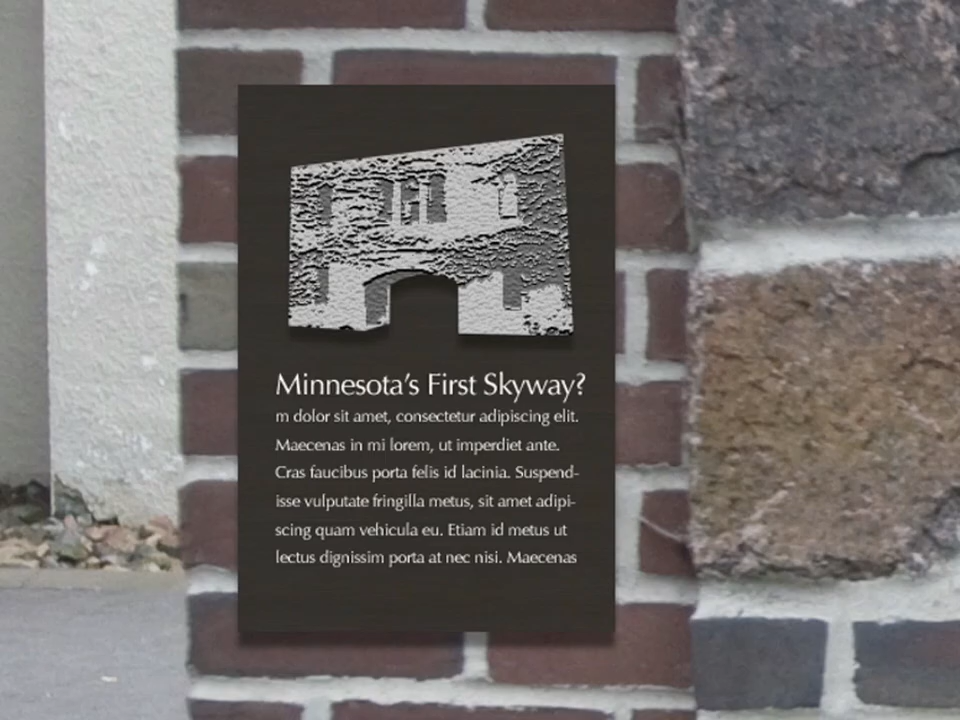 Minnesota's First Skyway?
m dolor sit amet, consectetur adipiscing elit.
Maecenas in mi lorem, ut imperdiet ante.
Cras faucibus porta felis id lacinia. Suspend-
isse vulputate fringilla metus, sit amet adipi-
scing quam vehicula eu. Etiam id metus ut
lectus dignissim porta at nec nisi. Maecenas